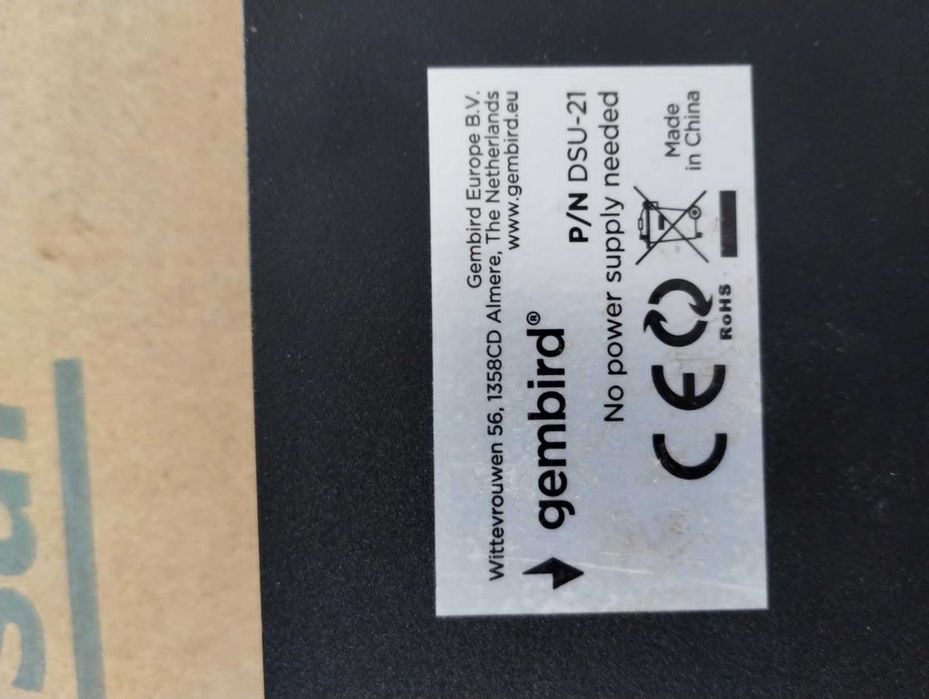 Gembird Europe B.V.
Wittevrouwen 56, 1358CD Almere, The Netherlands
www.gembird.eu
gembird®
P/N DSU-21
No power supply needed
CE
RoHS
Made
in China